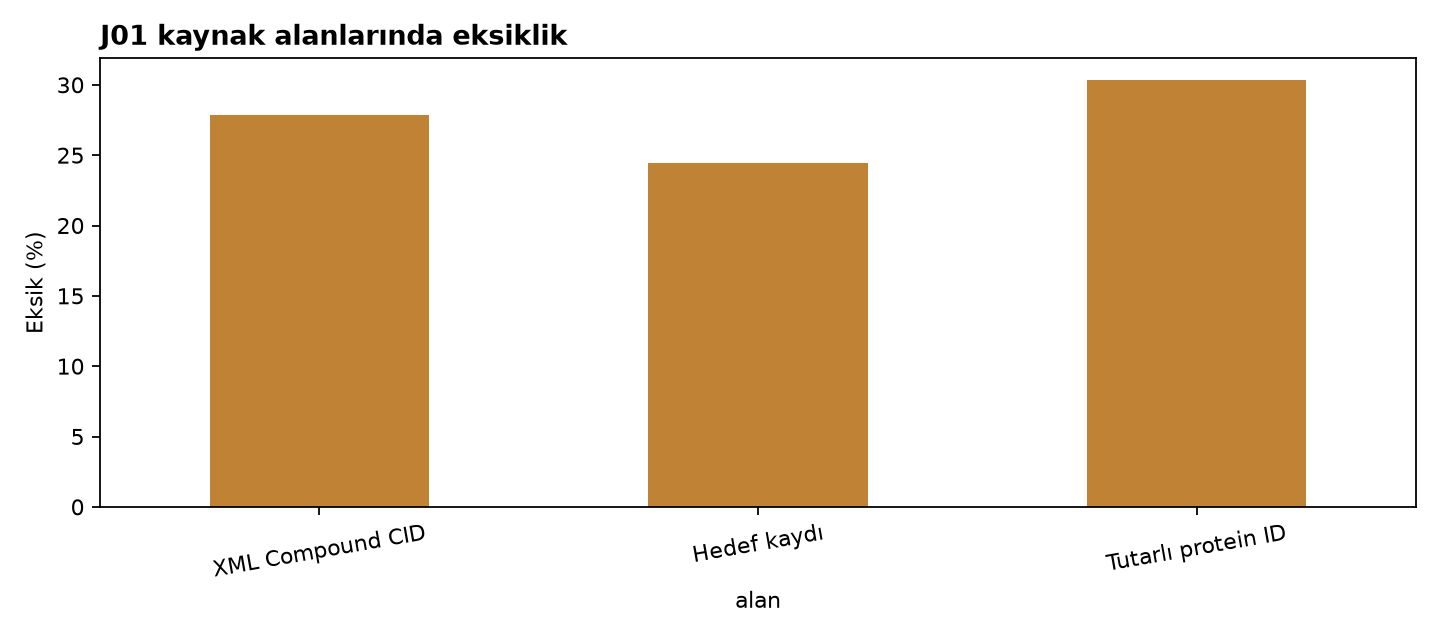 J01 kaynak alanlarında eksiklik
Eksik (%)
30
25
20
15
10
5
0
XML Compound CID
Hedef kaydı
Tutarlı protein ID
alan